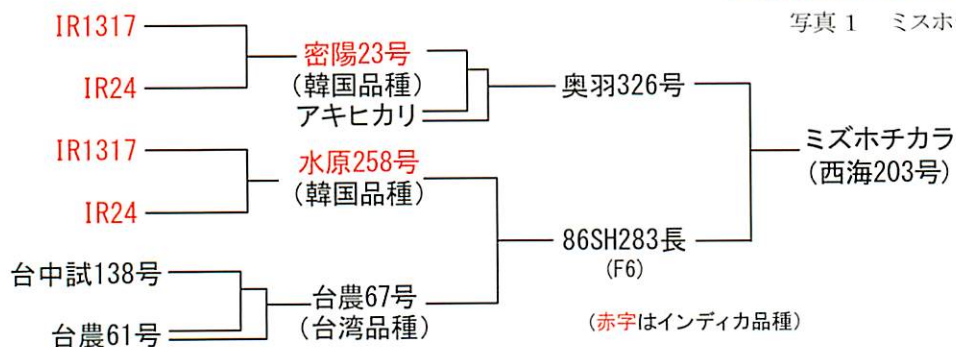 写真 1 ミスホ
IR1317
密陽23号
(韓国品種)
IR24
アキヒカリ
奥羽326号
IR1317
水原258号
(韓国品種)
IR24
ミズホチカラ
(西海203号)
86SH283長
(F6)
台中試138号
台農67号
(台湾品種)
台農61号
(赤字はインディカ品種)